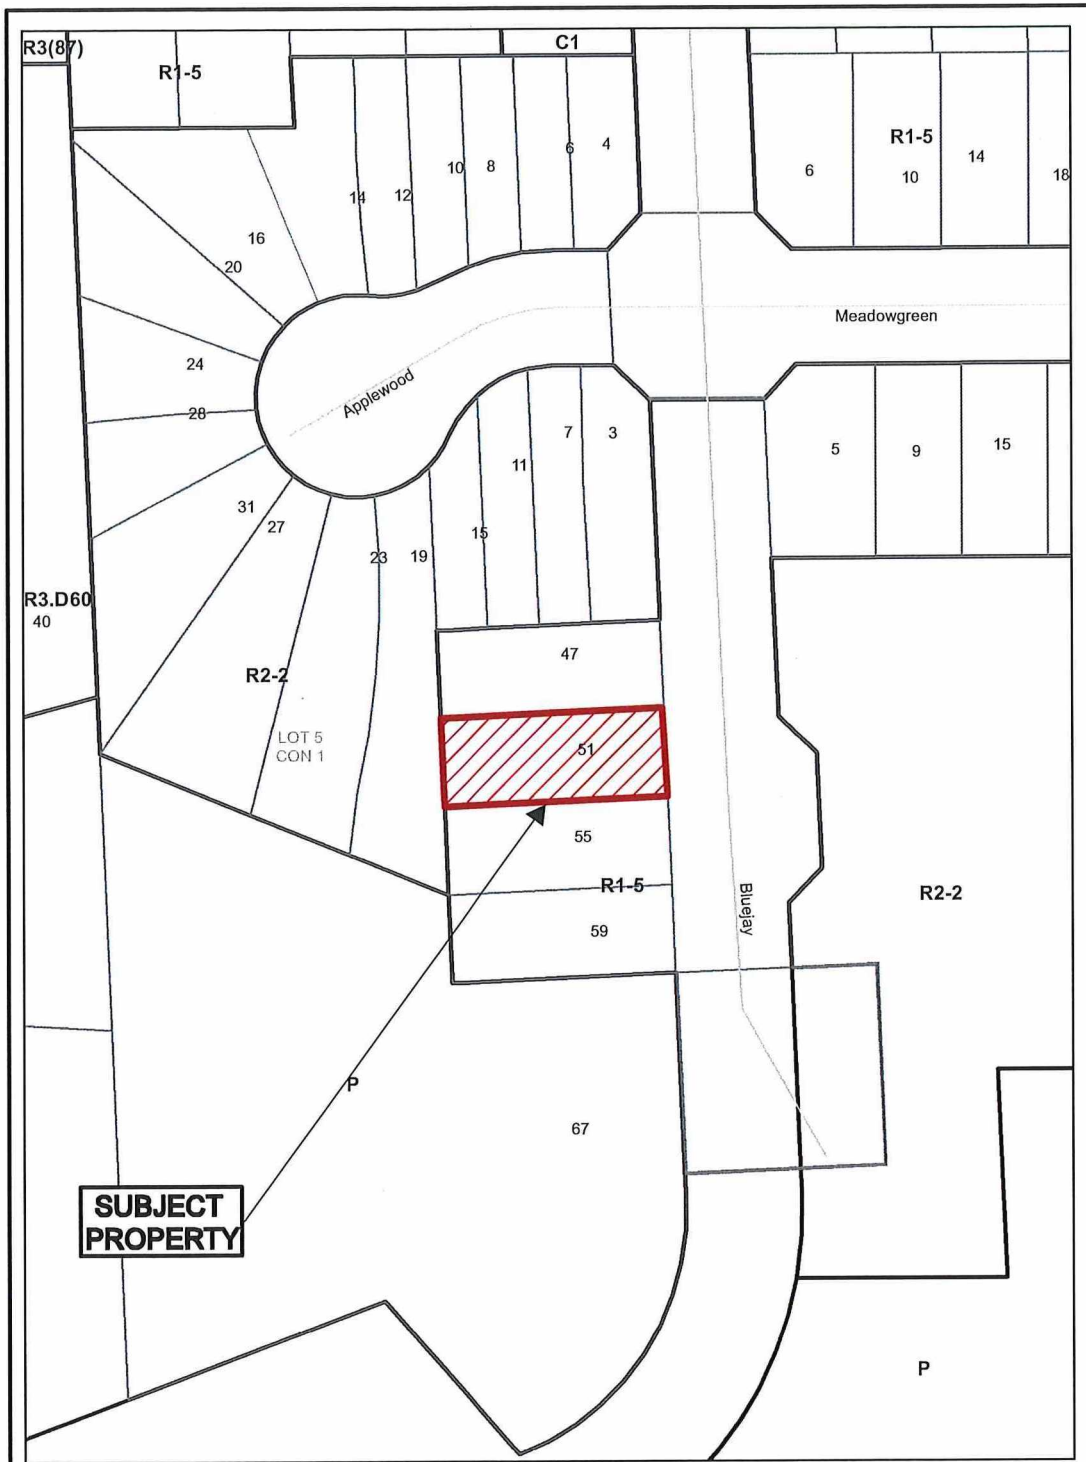 R3(87)
R1-5
C1
R1-5
4
6
8
10
12
14
6
10
14
18
16
20
Meadowgreen
24
Applewood
28
3
7
11
5
9
15
31
27
23
19
15
R3.D60
40
47
R2-2
LOT 5
CON 1
51
55
R1-5
R2-2
Bluejay
59
P
67
SUBJECT
PROPERTY
P